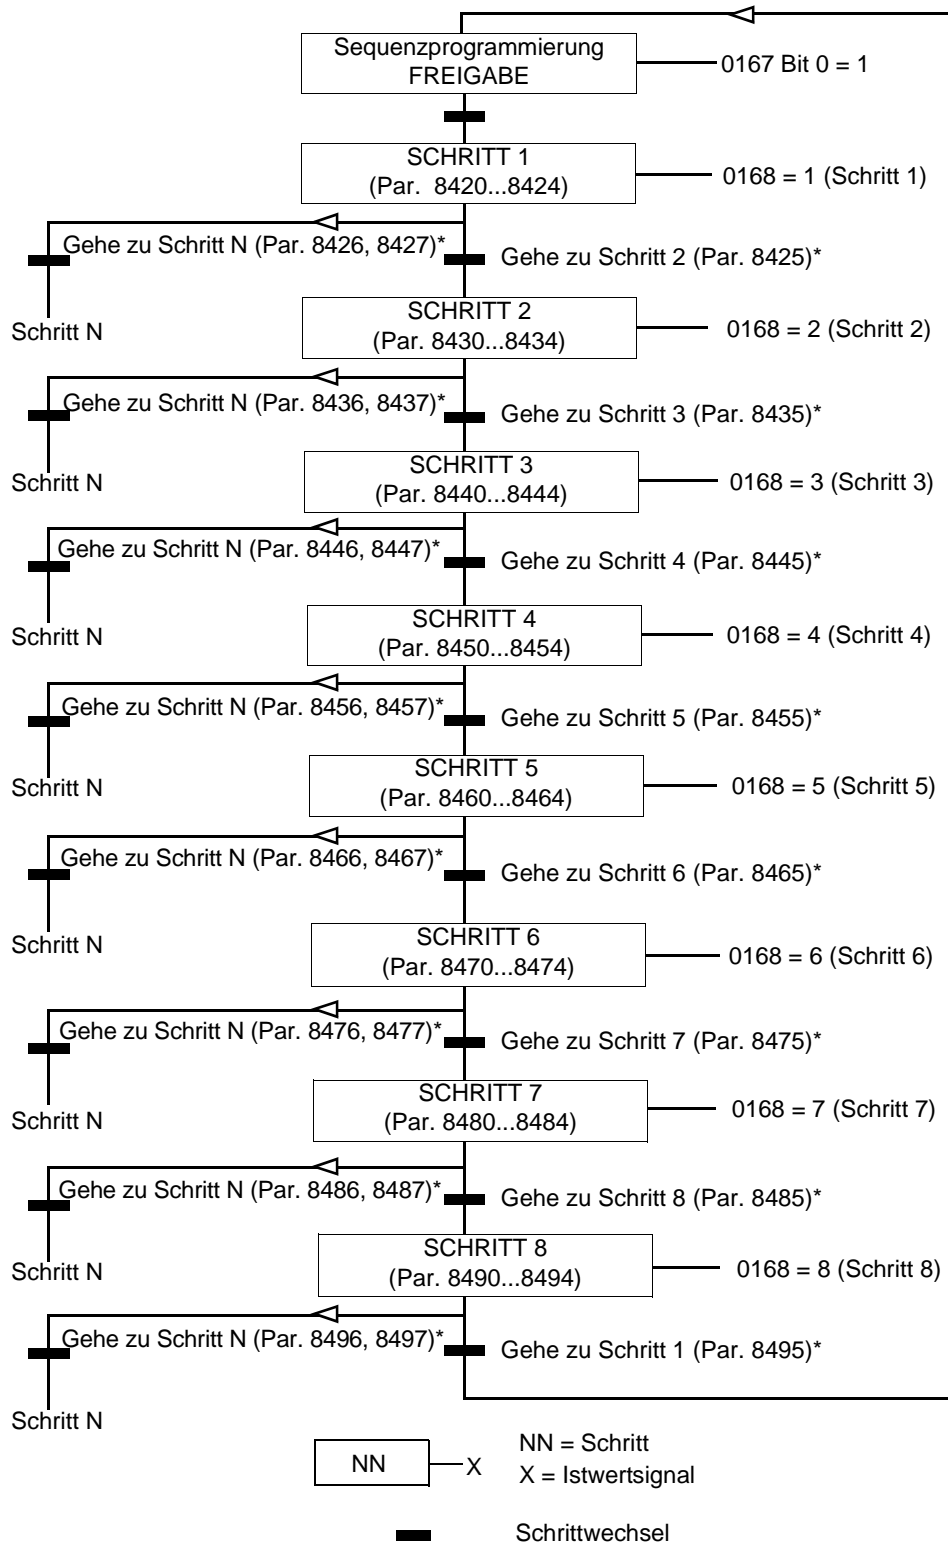 Sequenzprogrammierung
FREIGABE
0167 Bit 0 = 1
SCHRITT 1
(Par. 8420...8424)
0168 = 1 (Schritt 1)
Gehe zu Schritt N (Par. 8426, 8427)*
Gehe zu Schritt 2 (Par. 8425)*
Schritt N
SCHRITT 2
(Par. 8430...8434)
0168 = 2 (Schritt 2)
Gehe zu Schritt N (Par. 8436, 8437)*
Gehe zu Schritt 3 (Par. 8435)*
Schritt N
SCHRITT 3
(Par. 8440...8444)
0168 = 3 (Schritt 3)
Gehe zu Schritt N (Par. 8446, 8447)*
Gehe zu Schritt 4 (Par. 8445)*
Schritt N
SCHRITT 4
(Par. 8450...8454)
0168 = 4 (Schritt 4)
Gehe zu Schritt N (Par. 8456, 8457)*
Gehe zu Schritt 5 (Par. 8455)*
Schritt N
SCHRITT 5
(Par. 8460...8464)
0168 = 5 (Schritt 5)
Gehe zu Schritt N (Par. 8466, 8467)*
Gehe zu Schritt 6 (Par. 8465)*
Schritt N
SCHRITT 6
(Par. 8470...8474)
0168 = 6 (Schritt 6)
Gehe zu Schritt N (Par. 8476, 8477)*
Gehe zu Schritt 7 (Par. 8475)*
Schritt N
SCHRITT 7
(Par. 8480...8484)
0168 = 7 (Schritt 7)
Gehe zu Schritt N (Par. 8486, 8487)*
Gehe zu Schritt 8 (Par. 8485)*
Schritt N
SCHRITT 8
(Par. 8490...8494)
0168 = 8 (Schritt 8)
Gehe zu Schritt N (Par. 8496, 8497)*
Gehe zu Schritt 1 (Par. 8495)*
Schritt N
NN
X
NN = Schritt
X = Istwertsignal
Schrittwechsel